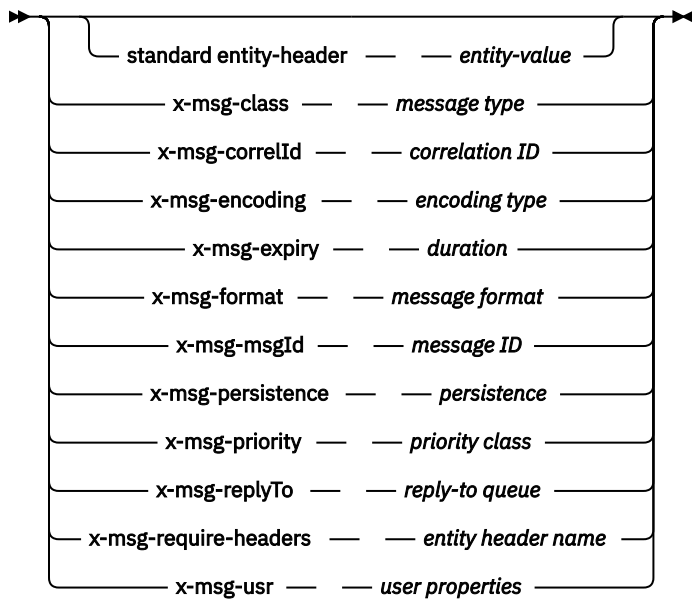 standard entity-header entity-value
x-msg-class message type
x-msg-correlId correlation ID
x-msg-encoding encoding type
x-msg-expiry duration
x-msg-format message format
x-msg-msgId message ID
x-msg-persistence persistence
x-msg-priority priority class
x-msg-replyTo reply-to queue
x-msg-require-headers entity header name
x-msg-usr user properties